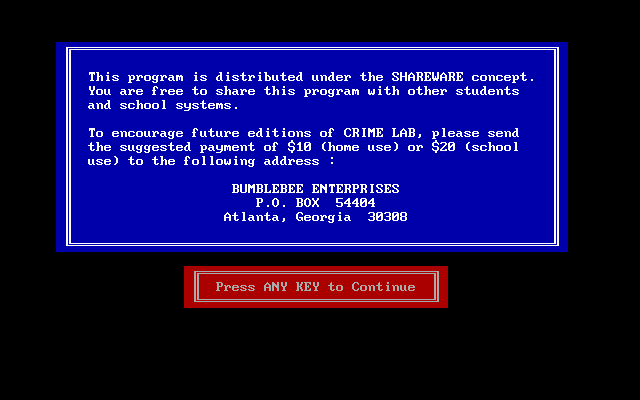 This program is distributed under the SHAREWARE concept.
You are free to share this program with other students
and school systems.
To encourage future editions of CRIME LAB, please send
the suggested payment of $10 (home use) or $20 (school
use) to the following address :
BUMBLEBEE ENTERPRISES
P.O. BOX  54404
Atlanta, Georgia  30308
Press ANY KEY to Continue